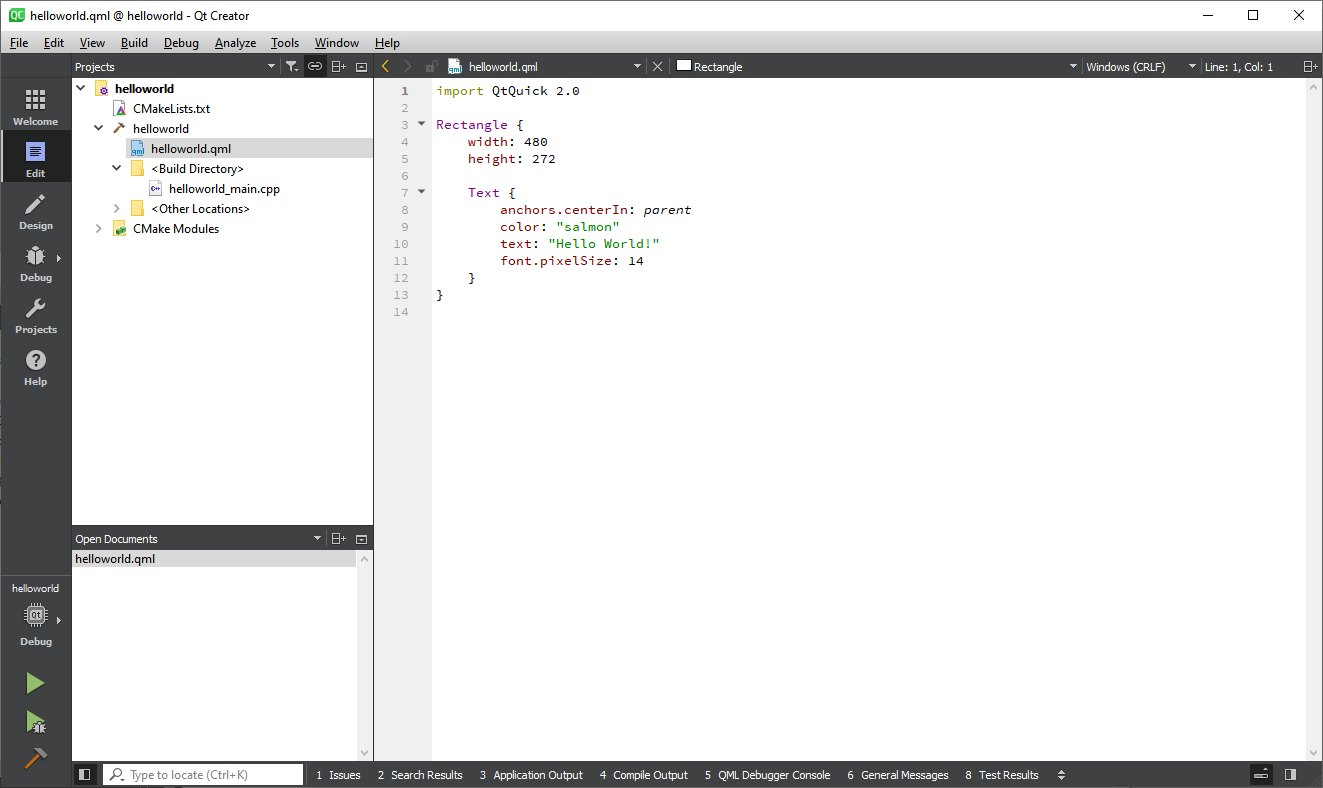 QC helloworld.qml @ helloworld - Qt Creator
File Edit View Build Debug Analyze Tools Window Help
Projects
helloworld.qml
Rectangle
Windows (CRLF)
Line: 1, Col: 1
Welcome
Edit
Design
Debug
Projects
Help
helloworld
CMakeLists.txt
helloworld
helloworld.qml
<Build Directory>
helloworld_main.cpp
<Other Locations>
CMake Modules
Open Documents
helloworld.qml
1 import QtQuick 2.0
2
3 Rectangle {
4     width: 480
5     height: 272
6
7     Text {
8         anchors.centerIn: parent
9         color: "salmon"
10         text: "Hello World!"
11         font.pixelSize: 14
12     }
13 }
14
helloworld
Qt
Debug
Type to locate (Ctrl+K)
1 Issues 2 Search Results 3 Application Output 4 Compile Output 5 QML Debugger Console 6 General Messages 8 Test Results